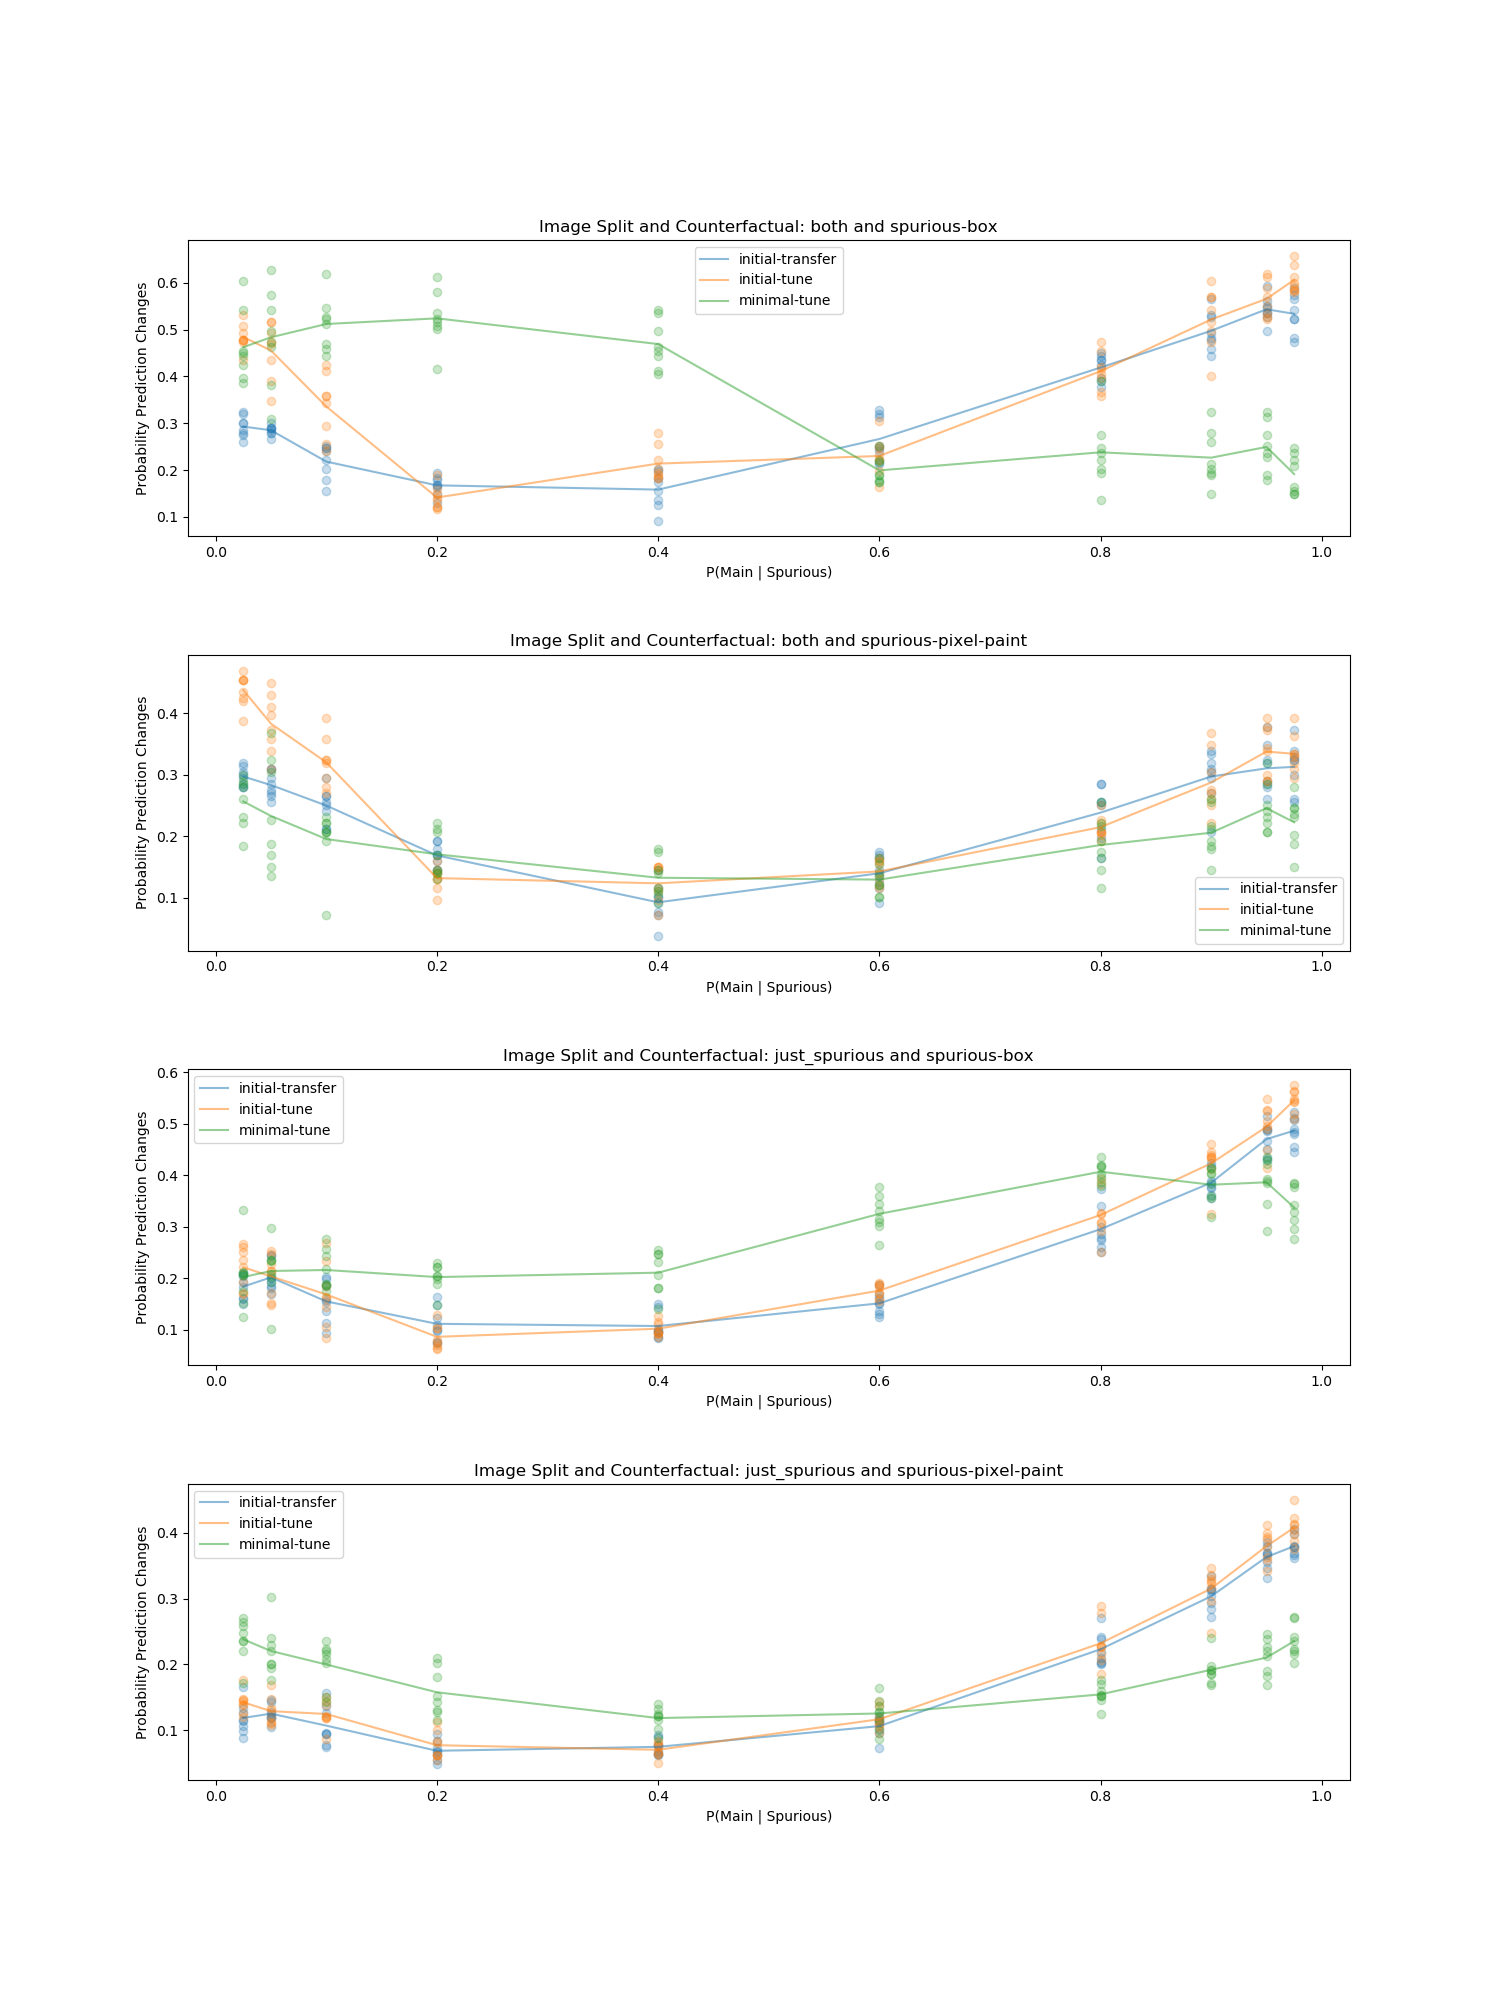 Image Split and Counterfactual: both and spurious-box
Probability Prediction Changes
initial-transfer
initial-tune
minimal-tune
0.6
0.5
0.4
0.3
0.2
0.1
0.0 0.2 0.4 0.6 0.8 1.0
P(Main | Spurious)
Image Split and Counterfactual: both and spurious-pixel-paint
Probability Prediction Changes
0.4
0.3
0.2
0.1
initial-transfer
initial-tune
minimal-tune
0.0 0.2 0.4 0.6 0.8 1.0
P(Main | Spurious)
Image Split and Counterfactual: just_spurious and spurious-box
Probability Prediction Changes
initial-transfer
initial-tune
minimal-tune
0.6
0.5
0.4
0.3
0.2
0.1
0.0 0.2 0.4 0.6 0.8 1.0
P(Main | Spurious)
Image Split and Counterfactual: just_spurious and spurious-pixel-paint
Probability Prediction Changes
initial-transfer
initial-tune
minimal-tune
0.4
0.3
0.2
0.1
0.0 0.2 0.4 0.6 0.8 1.0
P(Main | Spurious)